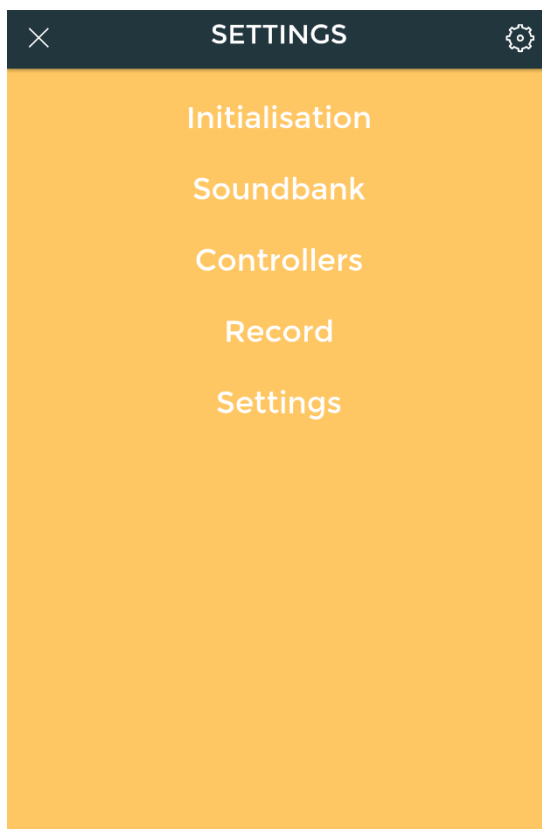 SETTINGS
Initialisation
Soundbank
Controllers
Record
Settings